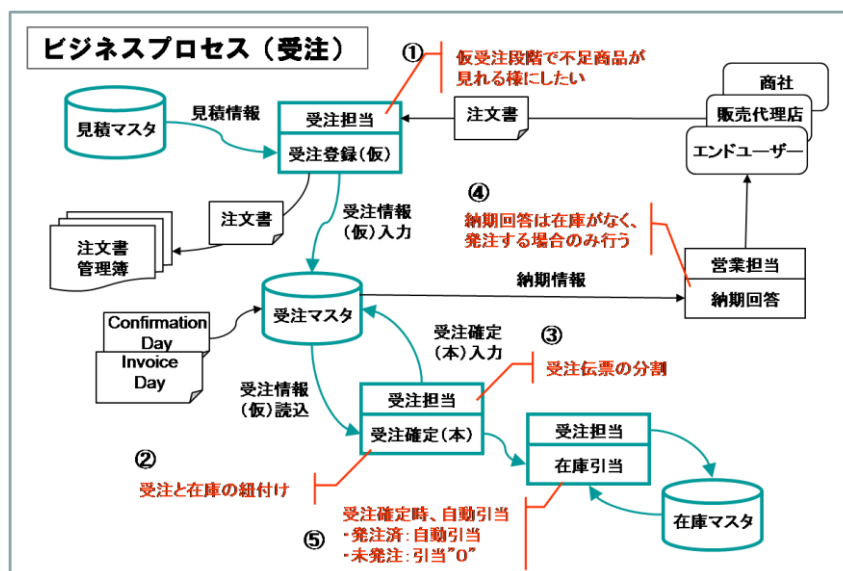 ビジネスプロセス（受注）
①
仮受注段階で不足商品が
見れる様にしたい
商社
販売代理店
エンドユーザー
注文書
見積情報
見積マスタ
受注担当
受注登録(仮)
④
納期回答は在庫がなく、
発注する場合のみ行う
注文書
注文書
管理簿
受注情報
(仮)入力
営業担当
納期回答
納期情報
受注マスタ
Confirmation
Day
Invoice
Day
受注確定
(本)入力
③
受注伝票の分割
受注情報
(仮)読込
受注担当
受注確定(本)
受注担当
在庫引当
②
受注と在庫の紐付け
在庫マスタ
⑤
受注確定時、自動引当
・発注済：自動引当
・未発注：引当"0"